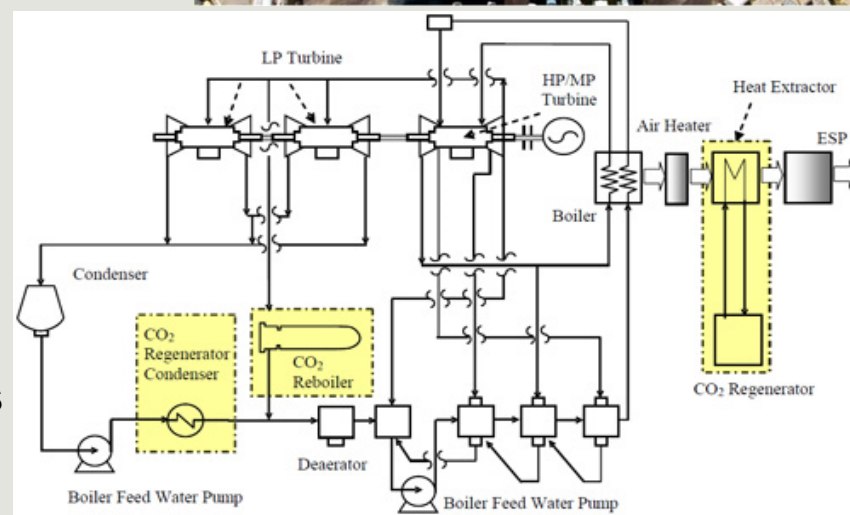 LP Turbine
HP/MP
Turbine
Heat Extractor
Air Heater
ESP
Boiler
Condenser
CO₂
Regenerator
Condenser
CO₂
Reboiler
CO₂ Regenerator
Deaerator
Boiler Feed Water Pump
Boiler Feed Water Pump